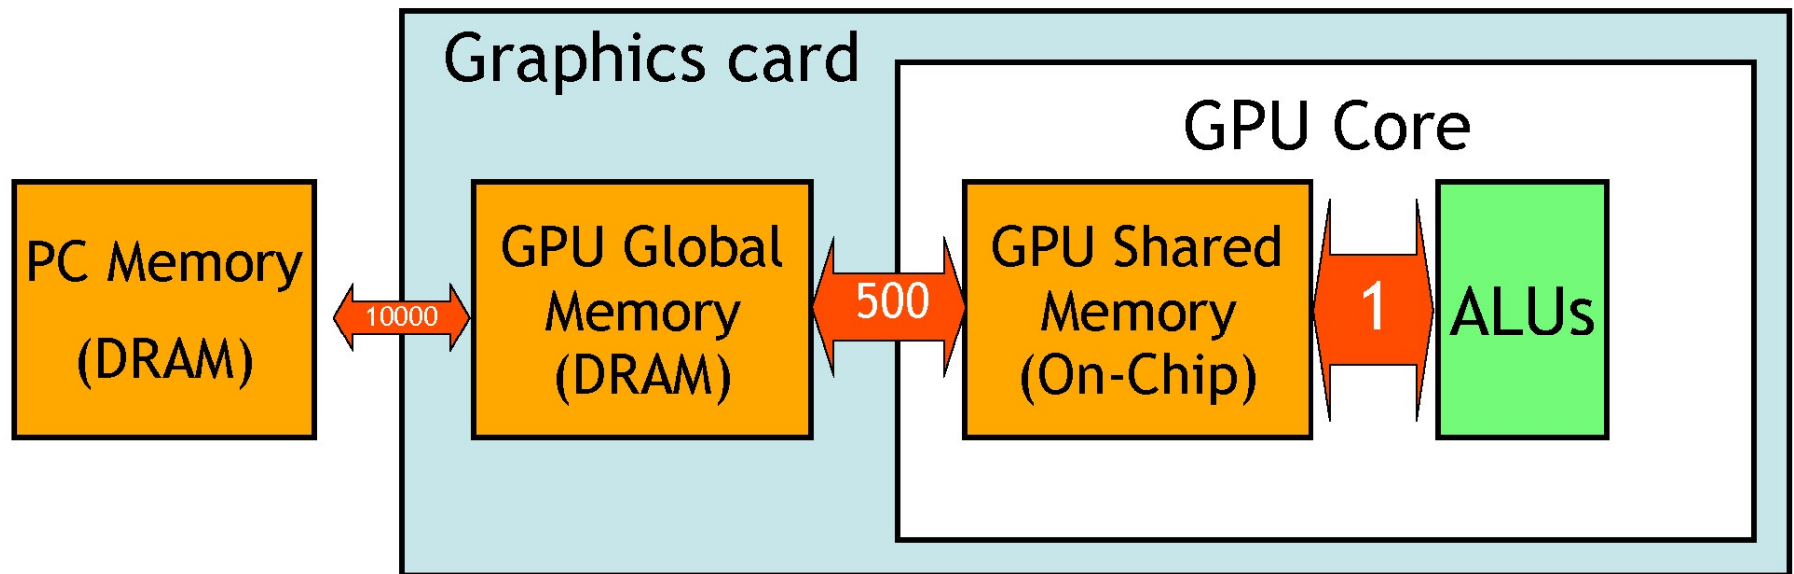 Graphics card
GPU Core
PC Memory
(DRAM)
10000
GPU Global
Memory
(DRAM)
500
GPU Shared
Memory
(On-Chip)
1
ALUs